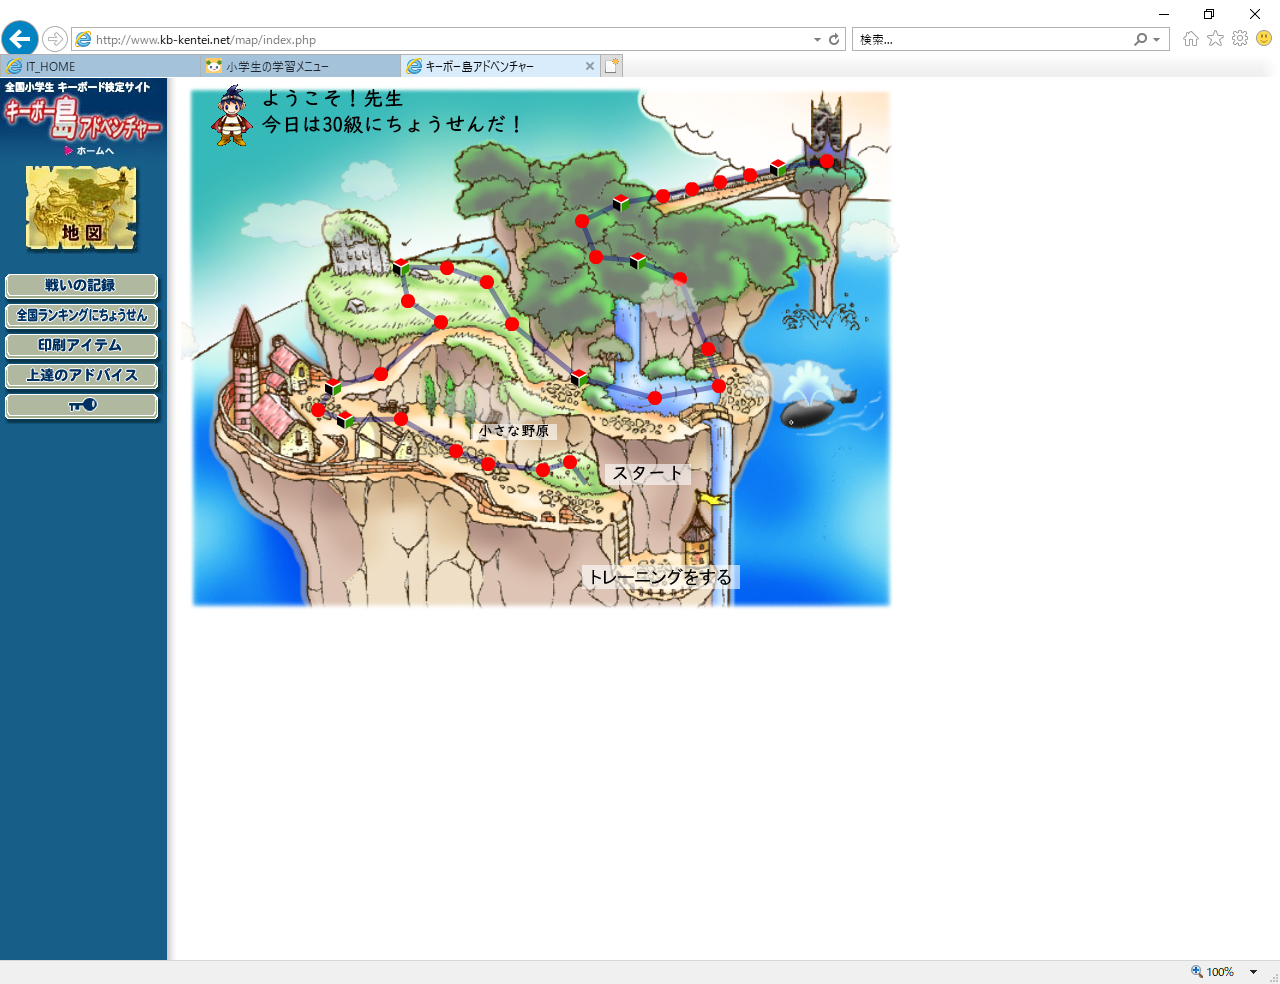 http://www.kb-kentei.net/map/index.php
検索...
IT_HOME
小学生の学習メニュー
キーボー島アドベンチャー
全国小学生 キーボード検定サイト
キーボー島アドベンチャー
ホームへ
地図
戦いの記録
全国ランキングにちょうせん
印刷アイテム
上達のアドバイス
ようこそ！先生
今日は30級にちょうせんだ！
小さな野原
スタート
トレーニングをする
100%